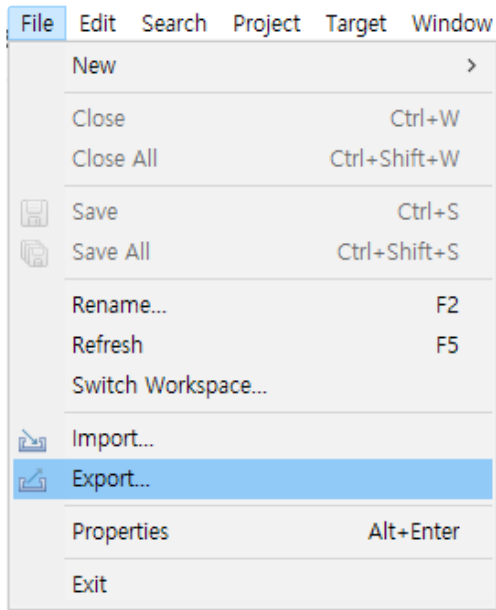 File Edit Search Project Target Window
New
Close Ctrl+W
Close All Ctrl+Shift+W
Save Ctrl+S
Save All Ctrl+Shift+S
Rename... F2
Refresh F5
Switch Workspace...
Import...
Export...
Properties Alt+Enter
Exit